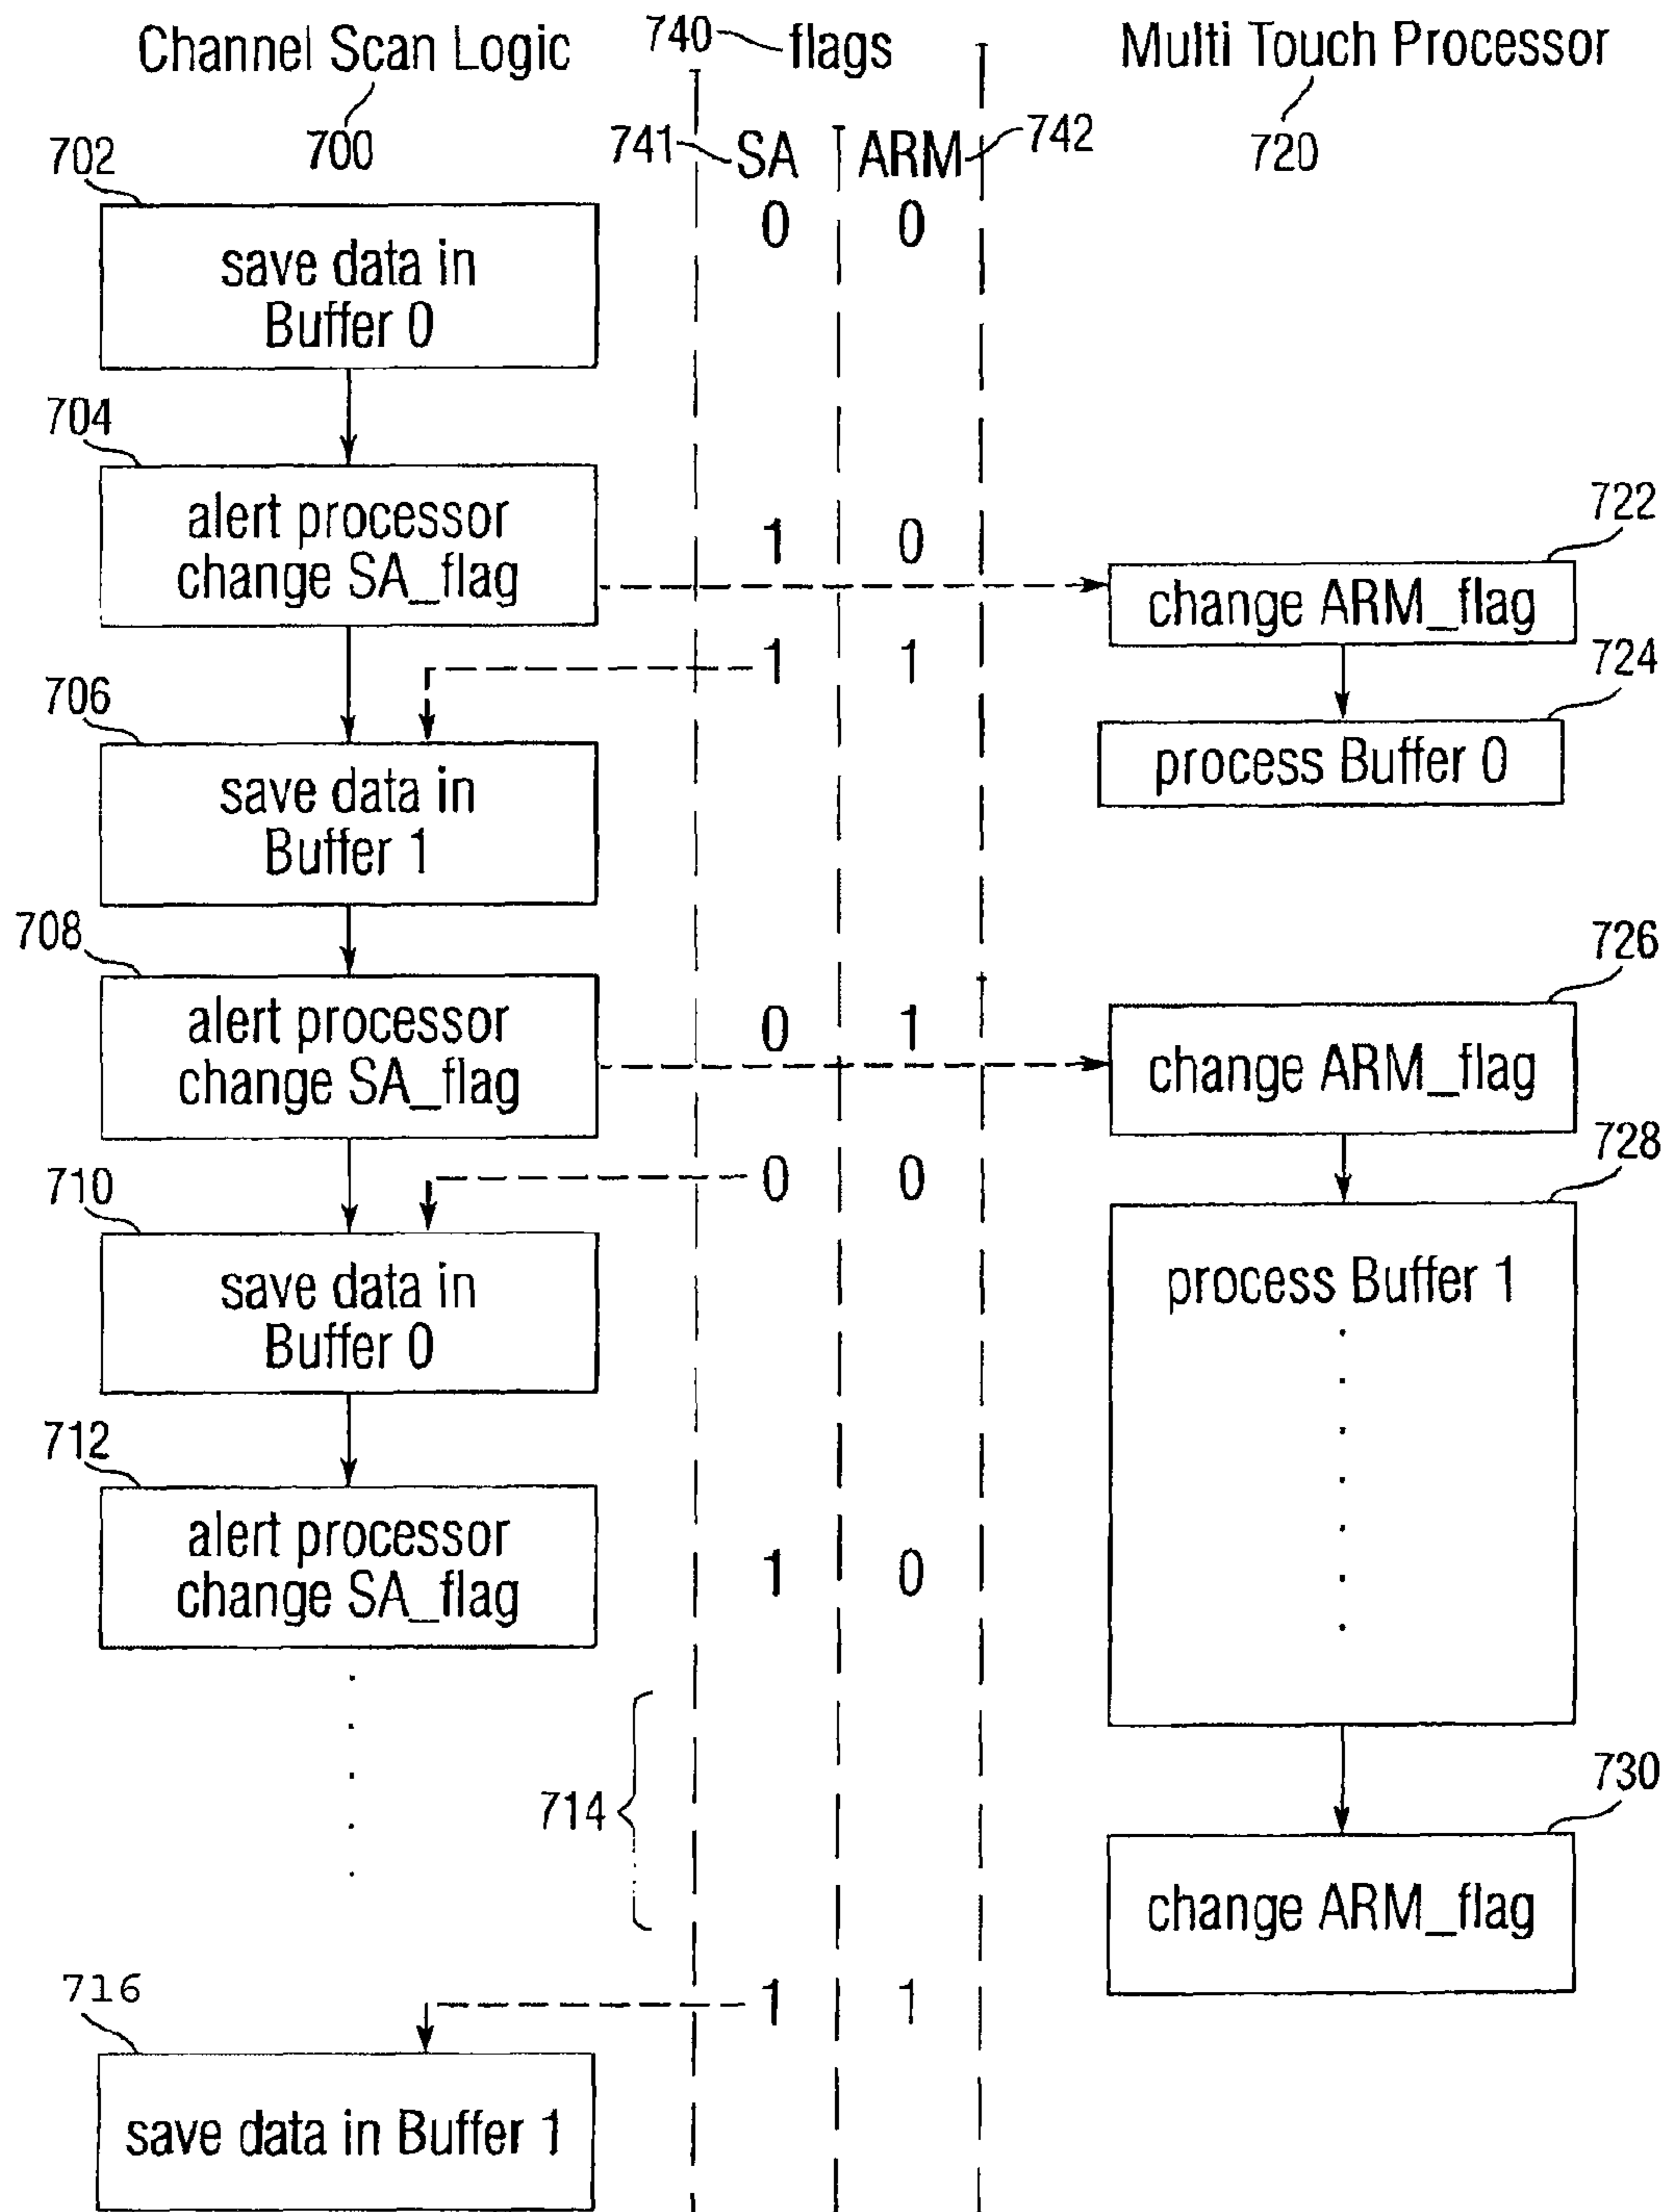 Channel Scan Logic
700
740
flags
Multi Touch Processor
720
741
SA
ARM
742
0 0
702
save data in
Buffer 0
704
alert processor
change SA_flag
1 0
722
change ARM_flag
1 1
724
process Buffer 0
706
save data in
Buffer 1
708
alert processor
change SA_flag
0 1
726
change ARM_flag
0 0
728
process Buffer 1
710
save data in
Buffer 0
712
alert processor
change SA_flag
1 0
714
730
change ARM_flag
1 1
716
save data in Buffer 1